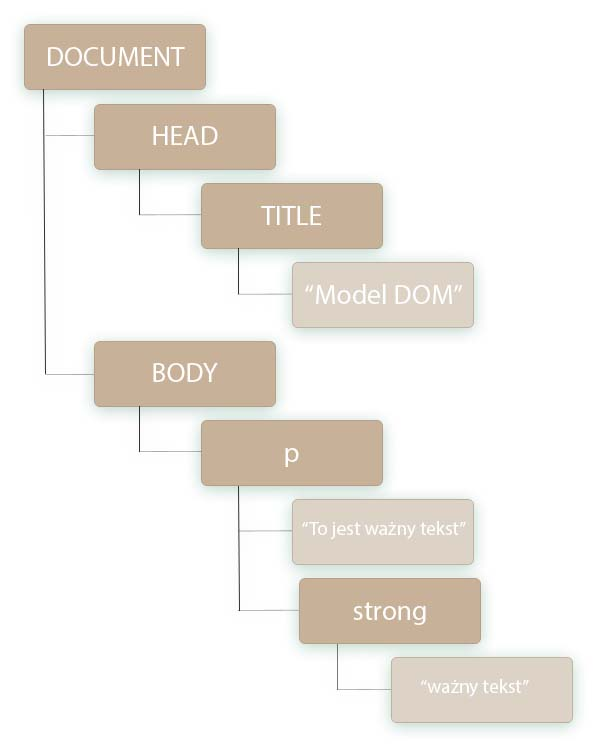 DOCUMENT
HEAD
TITLE
“Model DOM”
BODY
p
“To jest ważny tekst”
strong
“ważny tekst”